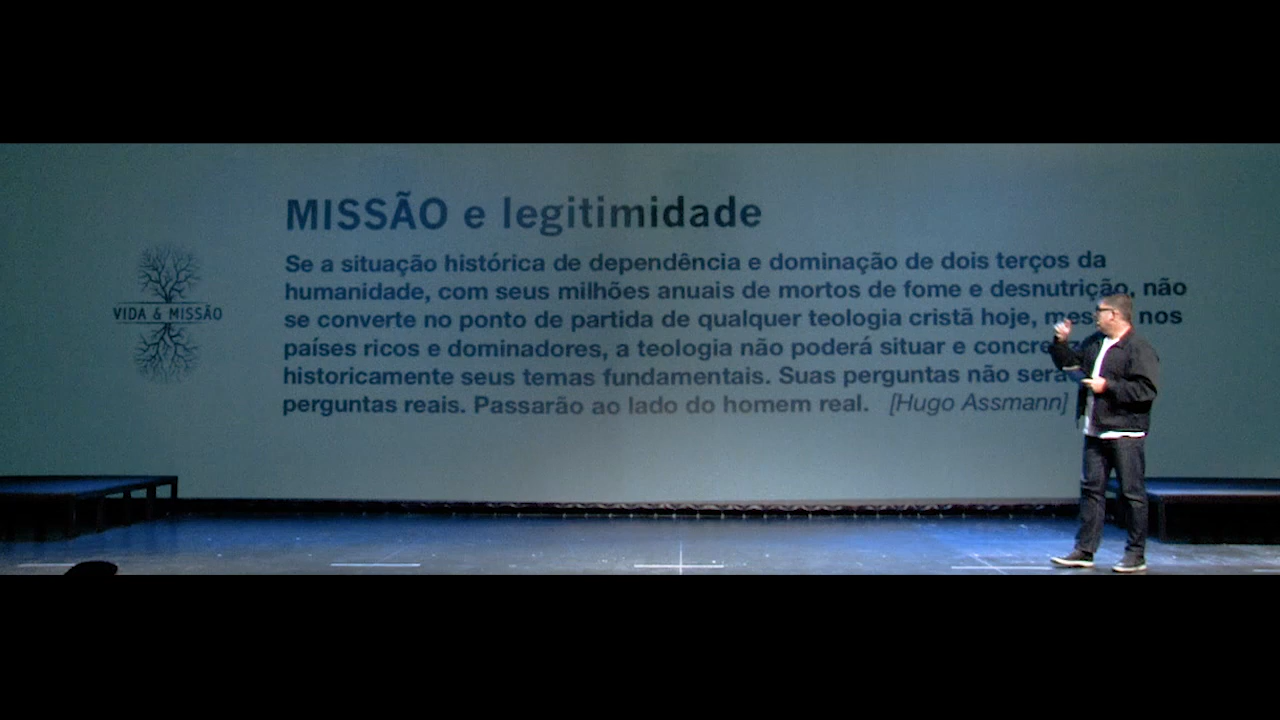 MISSÃO e legitimidade
Se a situação histórica de dependência e dominação de dois terços da
humanidade, com seus milhões anuais de mortos de fome e desnutrição, não
se converte no ponto de partida de qualquer teologia cristã hoje, nos
países ricos e dominadores, a teologia não poderá situar e
historicamente seus temas fundamentais. Suas perguntas não
perguntas reais. Passarão ao lado do homem real. [Hugo Assmann]
VIDA & MISSÃO